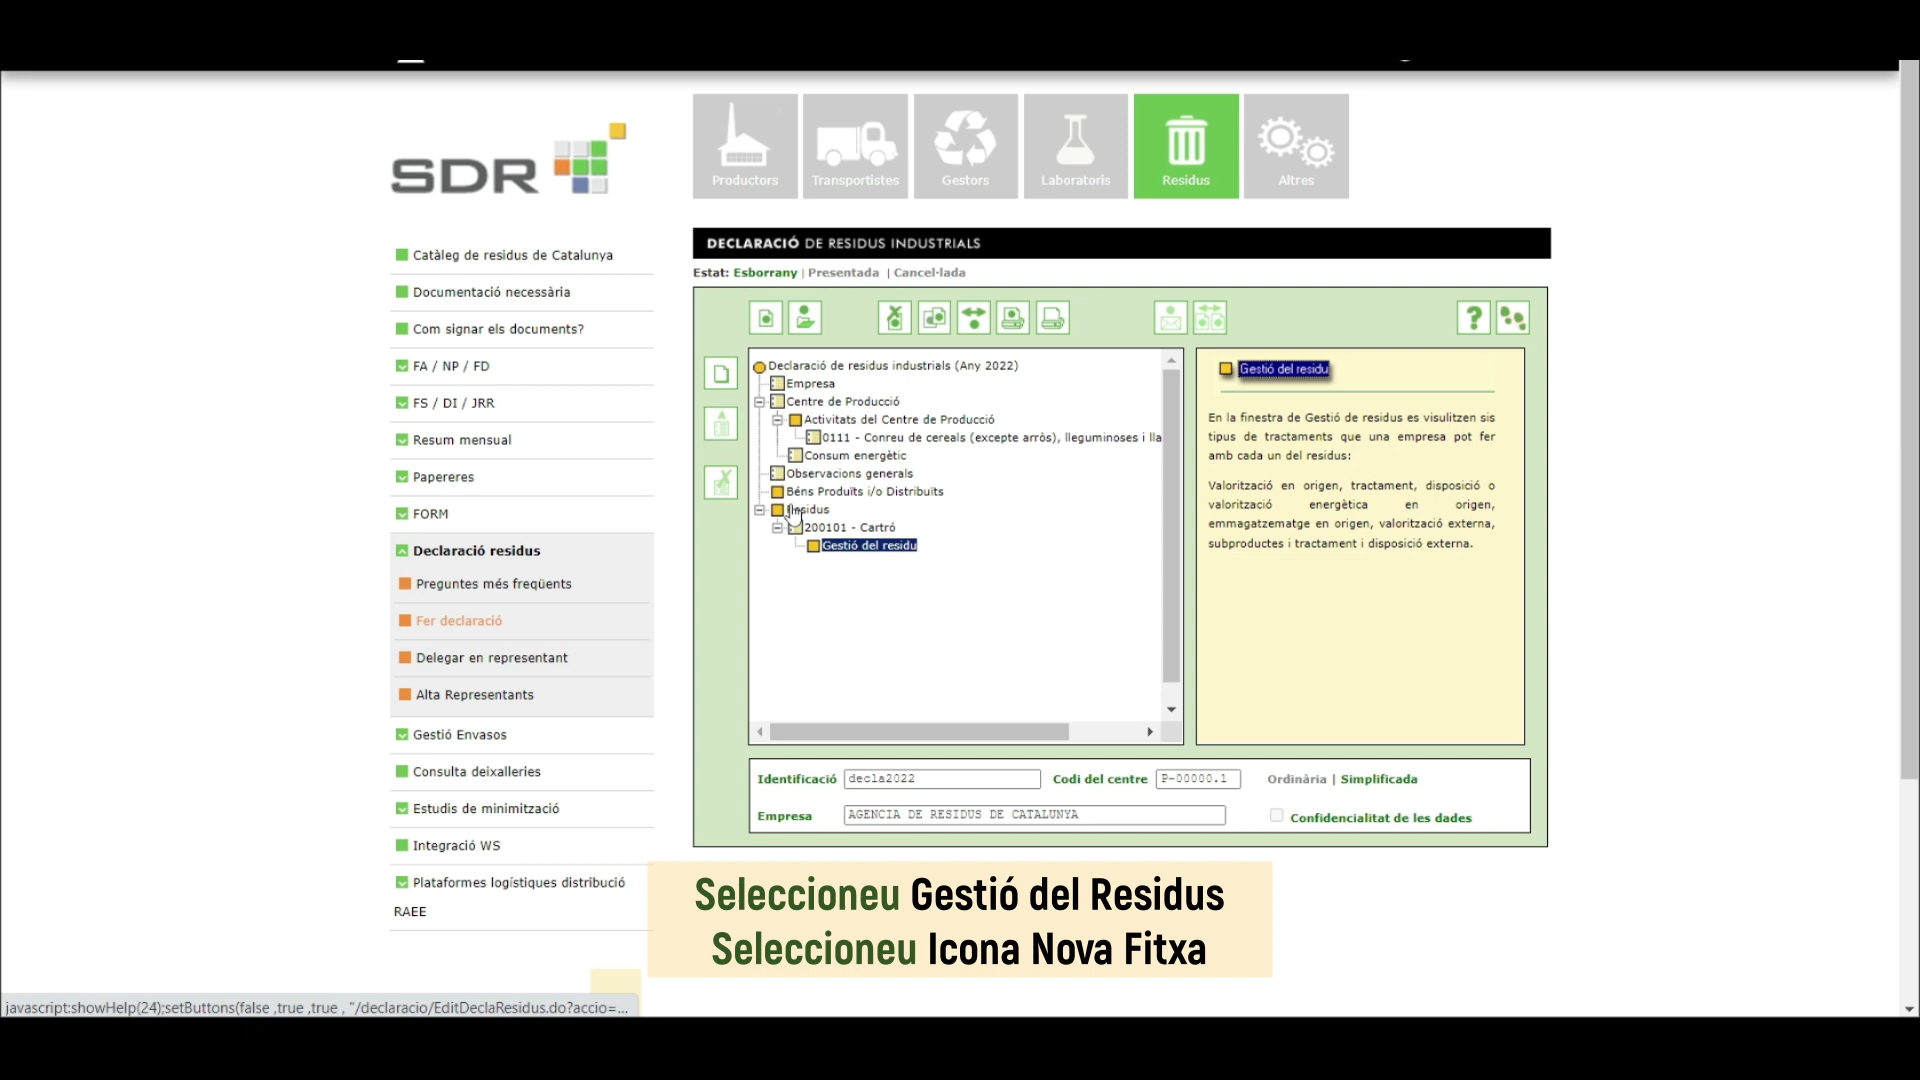 SDR
Productors
Transportistes
Gestors
Laboratoris
Residus
Altres
Catàleg de residus de Catalunya
Documentació necessària
Com signar els documents?
FA / NP / FD
FS / DI / JRR
Resum mensual
Papereres
FORM
Declaració residus
Preguntes més freqüents
Fer declaració
Delegar en representant
Alta Representants
Gestió Envasos
Consulta deixalleries
Estudis de minimització
Integració WS
Plataformes logístiques distribució
RAEE
DECLARACIÓ DE RESIDUS INDUSTRIALS
Estat: Esborrany | Presentada | Cancel·lada
Declaració de residus industrials (Any 2022)
Empresa
Centre de Producció
Activitats del Centre de Producció
0111 - Conreu de cereals (excepte arròs), lleguminoses i lla
Consum energètic
Observacions generals
Béns Produïts i/o Distribuïts
Residus
200101 - Cartró
Gestió del residu
Gestió del residu
En la finestra de Gestió de residus es visulitzen sis
tipus de tractaments que una empresa pot fer
amb cada un del residus:
Valorització en origen, tractament, disposició o
valorització energètica en origen,
emmagatzematge en origen, valorització externa,
subproductes i tractament i disposició externa.
Identificació decla2022 Codi del centre P-00000.1 Ordinària | Simplificada
Empresa AGENCIA DE RESIDUS DE CATALUNYA Confidencialitat de les dades
Seleccioneu Gestió del Residus
Seleccioneu Icona Nova Fitxa
javascript:showHelp(24);setButtons(false ,true ,true , "/declaracio/EditDeclaResidus.do?accio=...